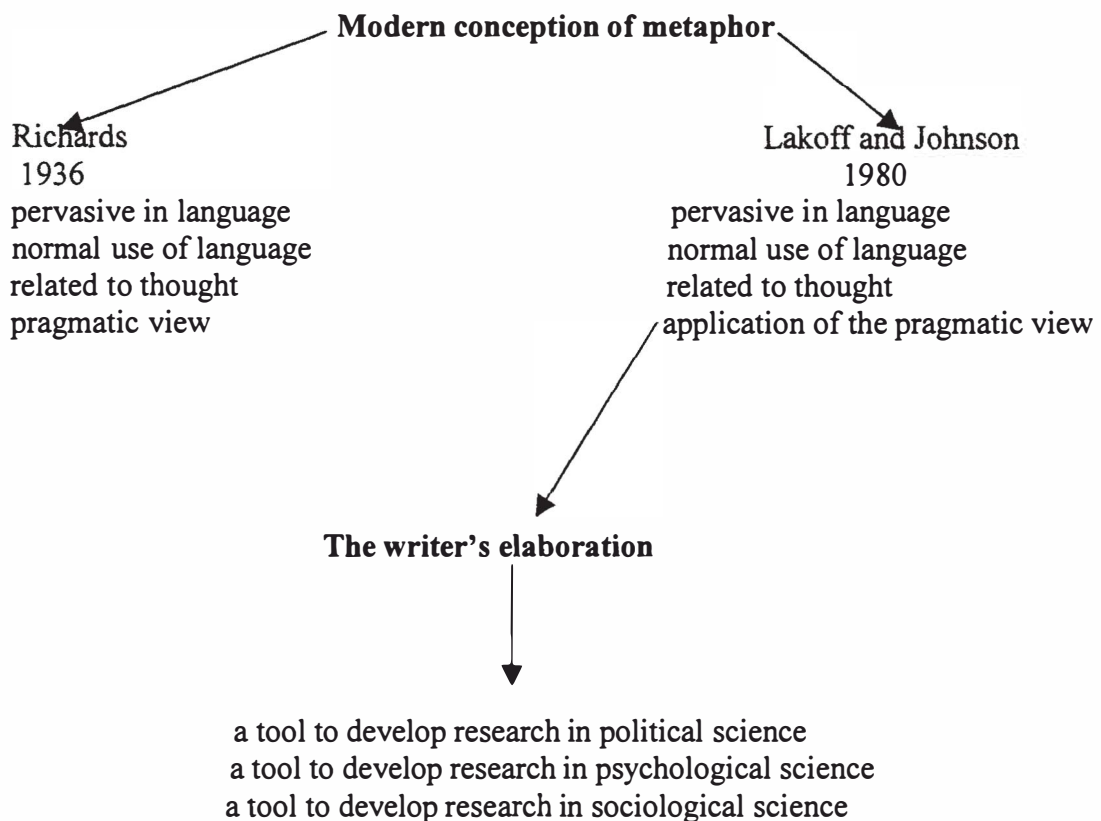 Modern conception of metaphor
Richards
1936
pervasive in language
normal use of language
related to thought
pragmatic view
Lakoff and Johnson
1980
pervasive in language
normal use of language
related to thought
application of the pragmatic view
The writer's elaboration
a tool to develop research in political science
a tool to develop research in psychological science
a tool to develop research in sociological science